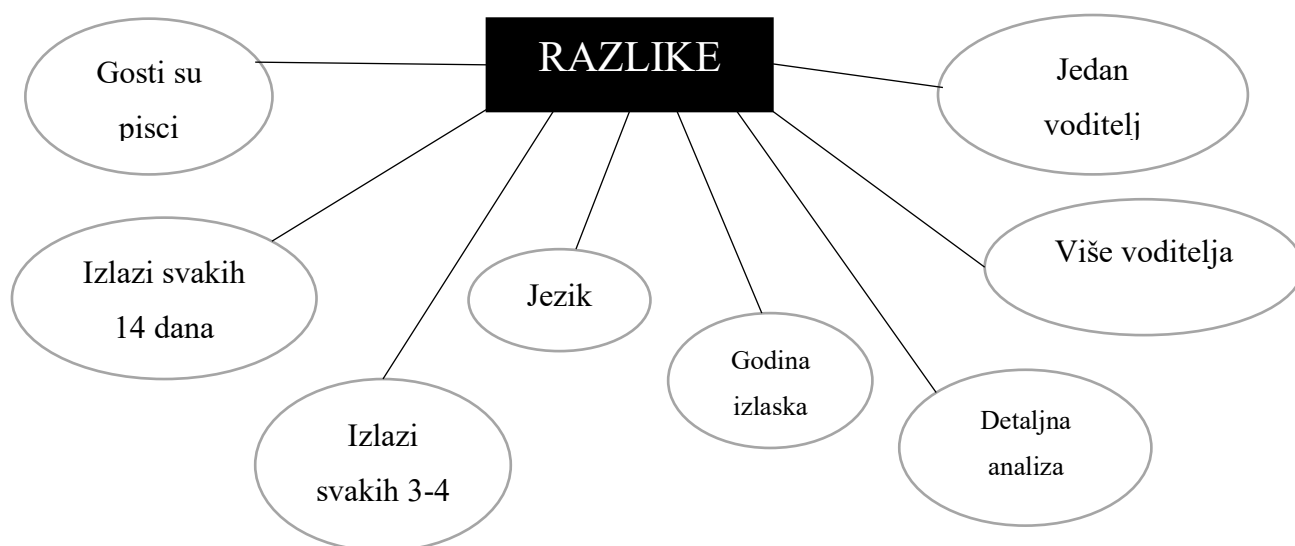 RAZLIKE
Gosti su
pisci
Jedan
voditelj
Izlazi svakih
14 dana
Više voditelja
Jezik
Izlazi
svakih 3-4
Godina
izlaska
Detaljna
analiza